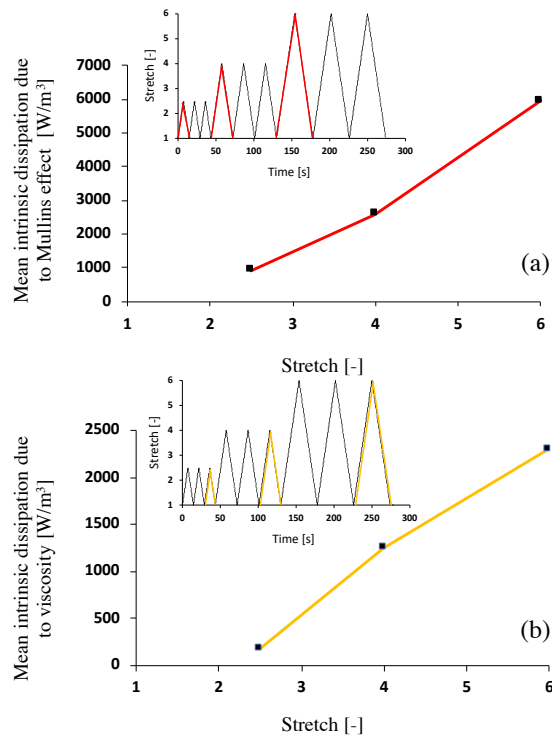 Mean intrinsic dissipation due
to Mullins effect [W/m³]
7000
6000
5000
4000
3000
2000
1000
0
1 2 3 4 5 6
Stretch [-]
(a)
Stretch [-]
6
5
4
3
2
1
0 50 100 150 200 250 300
Time [s]
Mean intrinsic dissipation due
to viscosity [W/m³]
2500
2000
1500
1000
500
0
1 2 3 4 5 6
Stretch [-]
(b)
Stretch [-]
6
5
4
3
2
1
0 50 100 150 200 250 300
Time [s]